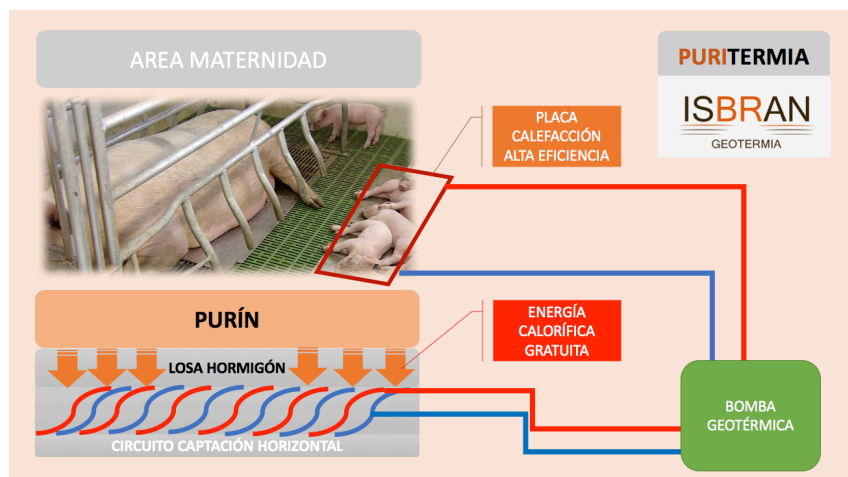 AREA MATERNIDAD
PURITERMIA
ISBRAN
GEOTERMIA
PLACA
CALEFACCIÓN
ALTA EFICIENCIA
PURÍN
ENERGÍA
CALORÍFICA
GRATUITA
LOSA HORMIGÓN
BOMBA
GEOTÉRMICA
CIRCUITO CAPTACIÓN HORIZONTAL